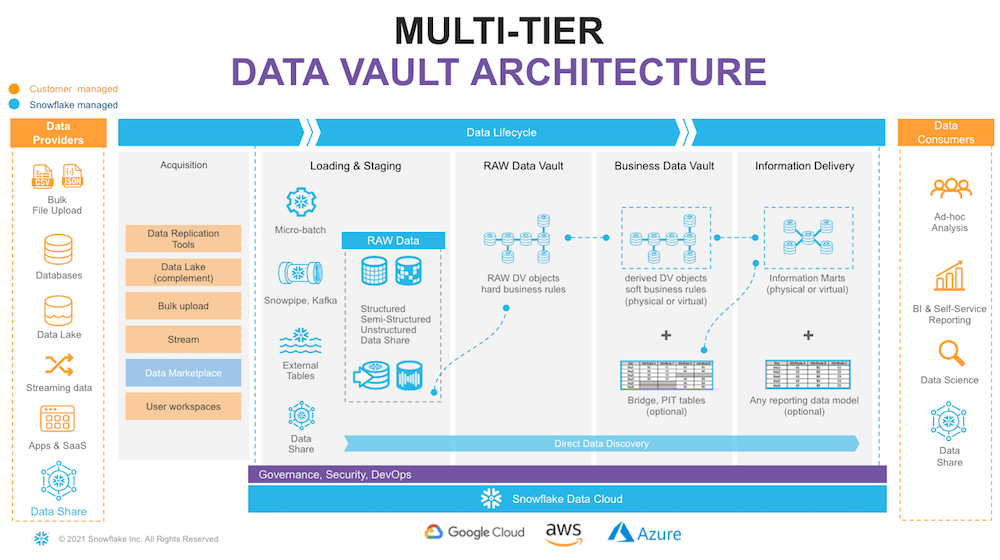 MULTI-TIER
DATA VAULT ARCHITECTURE
Customer managed
Snowflake managed
Data
Providers
CSV
JSON
Bulk
File Upload
Databases
Data Lake
Streaming data
Apps & SaaS
Data Share
Data Lifecycle
Acquisition
Data Replication
Tools
Data Lake
(complement)
Bulk upload
Stream
Data Marketplace
User workspaces
Loading & Staging
Micro-batch
Snowpipe, Kafka
External
Tables
Data
Share
RAW Data
Structured
Semi-Structured
Unstructured
Data Share
RAW Data Vault
RAW DV objects
hard business rules
Business Data Vault
derived DV objects
soft business rules
(physical or virtual)
+
Bridge, PIT tables
(optional)
Information Delivery
Information Marts
(physical or virtual)
+
Any reporting data model
(optional)
Direct Data Discovery
Data
Consumers
Ad-hoc
Analysis
BI & Self-Service
Reporting
Data Science
Data
Share
Governance, Security, DevOps
Snowflake Data Cloud
Google Cloud
aws
Azure
© 2021 Snowflake Inc. All Rights Reserved